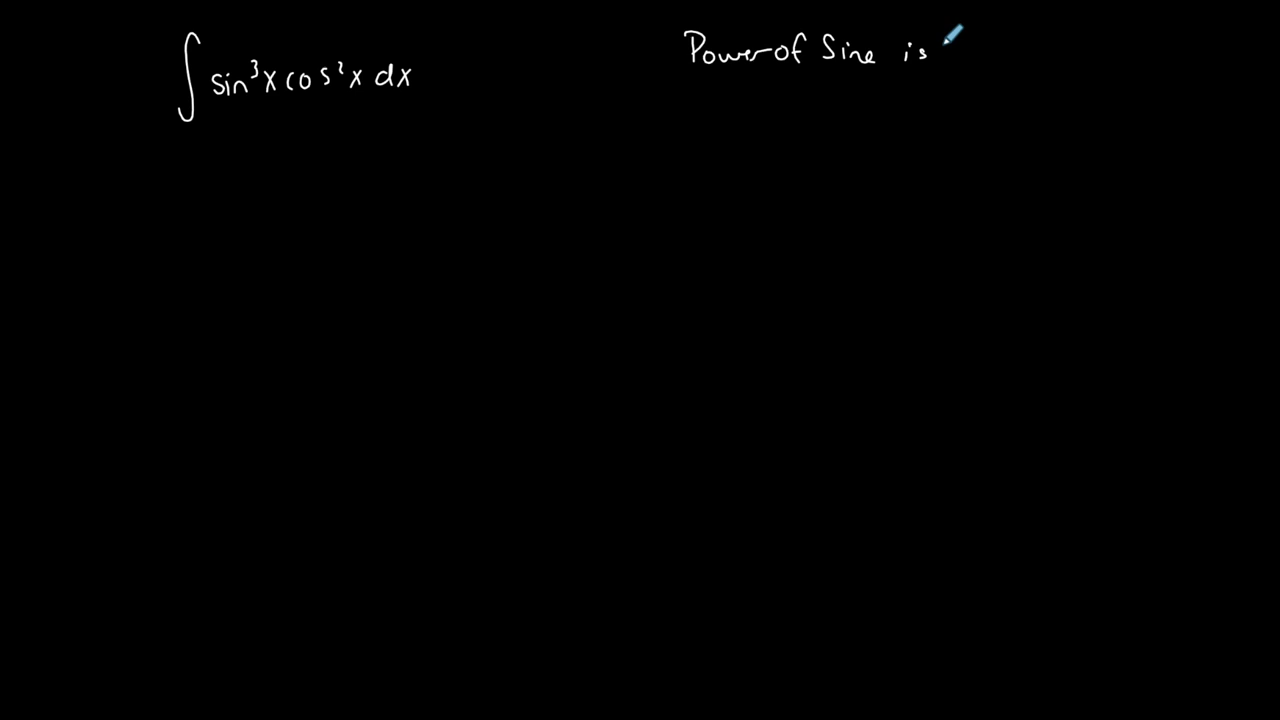 ∫ sin³x cos²x dx
Power of Sine is